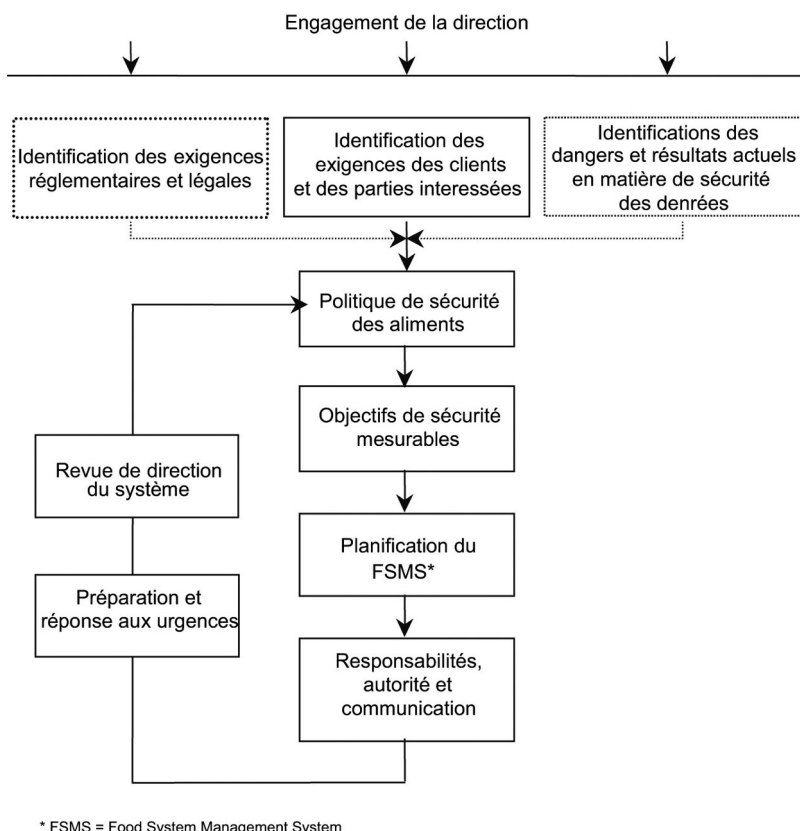 Engagement de la direction
Identification des exigences
réglementaires et légales
Identification des
exigences des clients
et des parties interessées
Identifications des
dangers et résultats actuels
en matière de sécurité
des denrées
Politique de sécurité
des aliments
Objectifs de sécurité
mesurables
Planification du
FSMS*
Responsabilités,
autorité et
communication
Revue de direction
du système
Préparation et
réponse aux urgences
* FSMS = Food System Management System